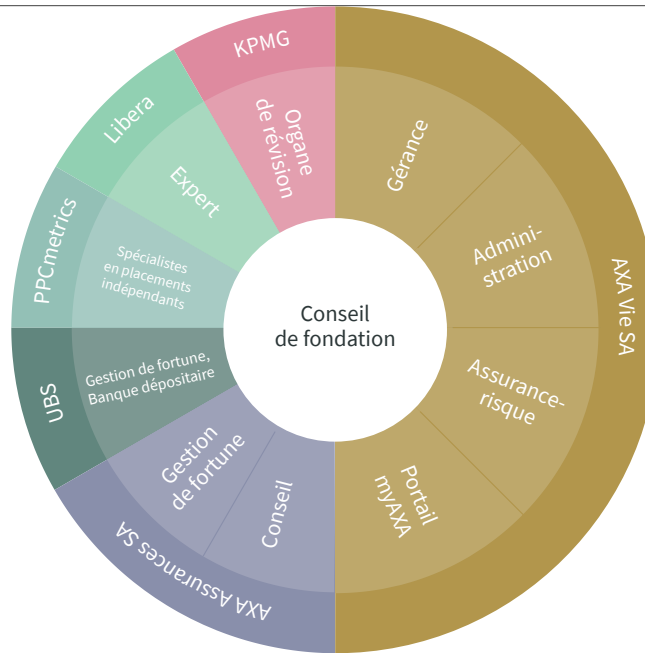 KPMG
Organe
de révision
Libera
Expert
PPCmetrics
Spécialistes
en placements
indépendants
UBS
Gestion de fortune,
Banque dépositaire
AXA Assurances SA
Gestion
de fortune
Conseil
Conseil
de fondation
Gérance
Admini-
stration
Assurance-
risque
Portail
myAXA
AXA Vie SA